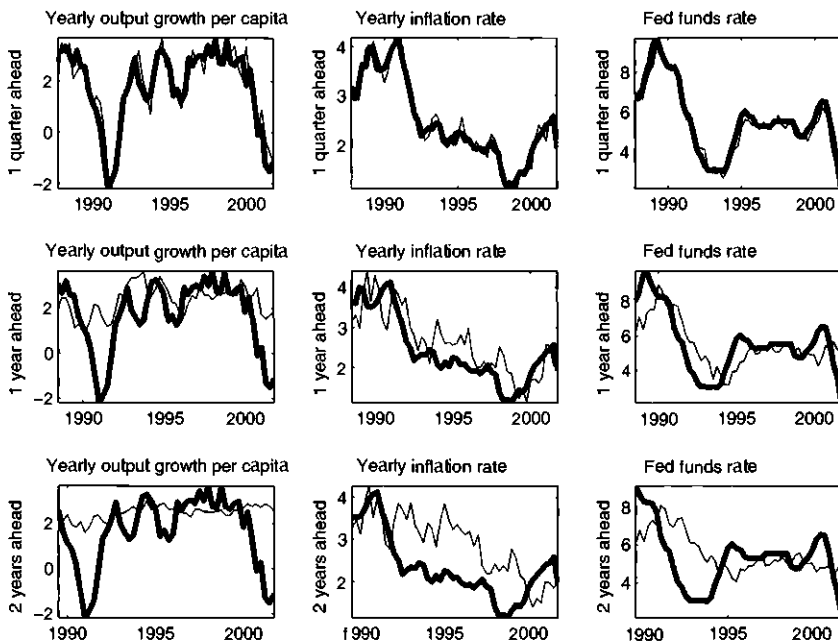 Yearly output growth per capita
Yearly inflation rate
Fed funds rate
1 quarter ahead
2
0
-2
1990 1995 2000
1 quarter ahead
4
3
2
1990 1995 2000
1 quarter ahead
8
6
4
1990 1995 2000
Yearly output growth per capita
Yearly inflation rate
Fed funds rate
1 year ahead
2
0
-2
1990 1995 2000
1 year ahead
4
3
2
1990 1995 2000
1 year ahead
8
6
4
1990 1995 2000
Yearly output growth per capita
Yearly inflation rate
Fed funds rate
2 years ahead
2
0
-2
1990 1995 2000
2 years ahead
4
3
2
1990 1995 2000
2 years ahead
8
6
4
1990 1995 2000